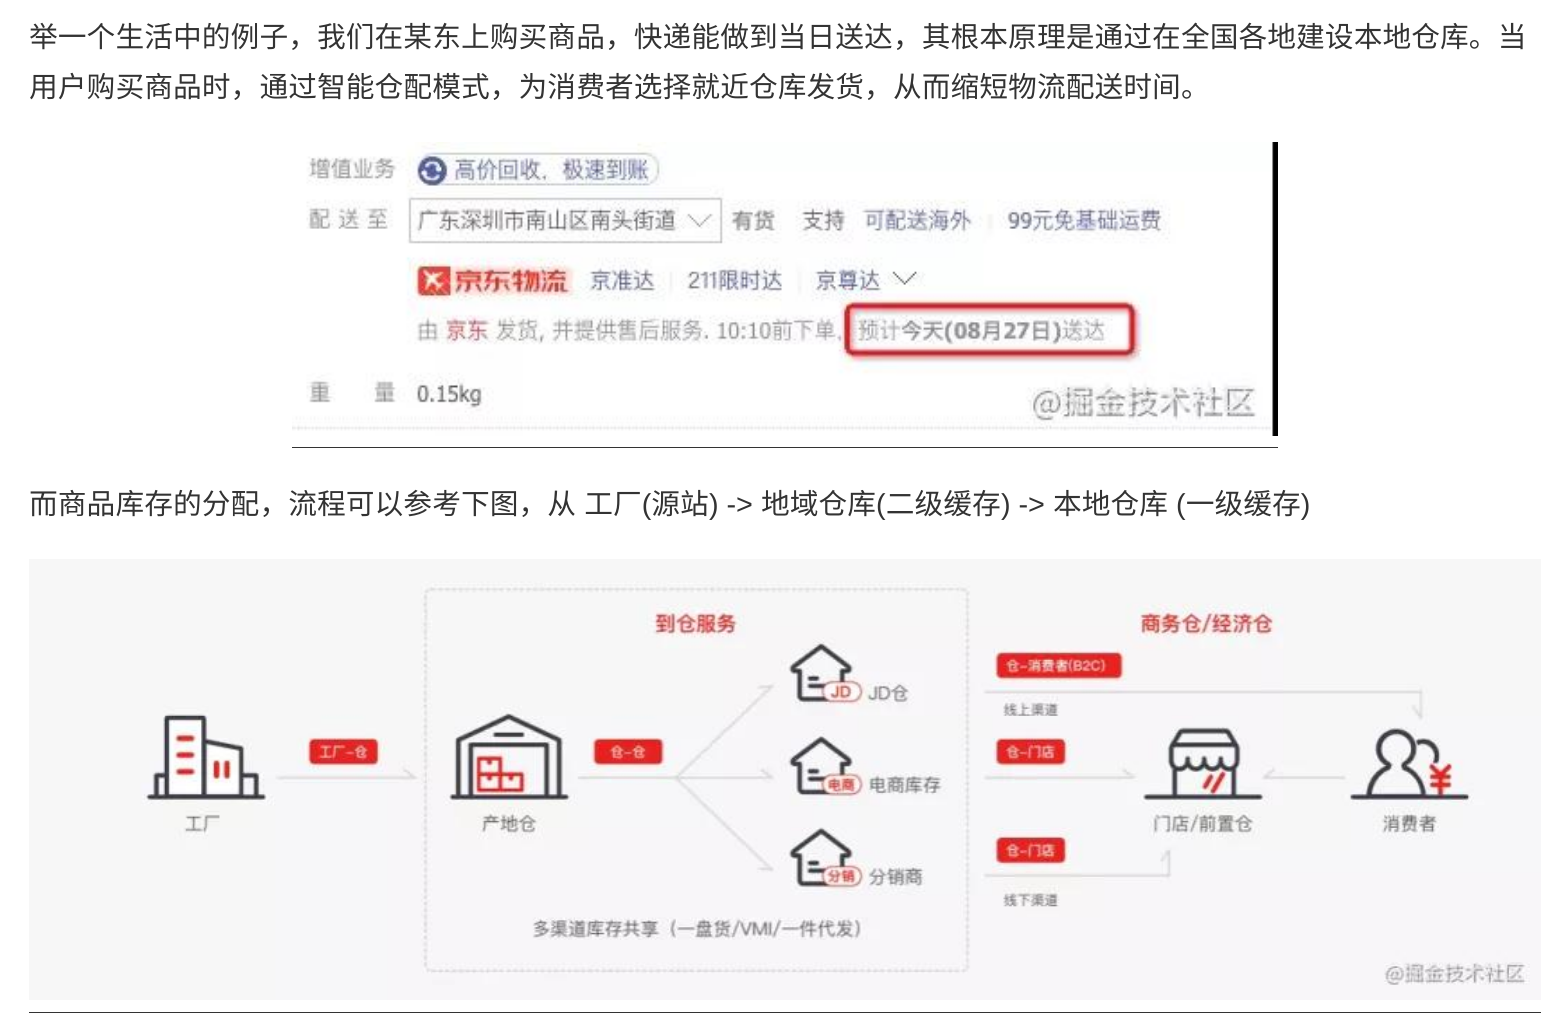 举一个生活中的例子，我们在某东上购买商品，快递能做到当日送达，其根本原理是通过在全国各地建设本地仓库。当
用户购买商品时，通过智能仓配模式，为消费者选择就近仓库发货，从而缩短物流配送时间。
增值业务 高价回收，极速到账
配送至 广东深圳市南山区南头街道 有货 支持 可配送海外 99元免基础运费
京东物流 京准达 211限时达 京尊达
由 京东 发货, 并提供售后服务. 10:10前下单, 预计今天(08月27日)送达
重 量 0.15kg
@掘金技术社区
而商品库存的分配，流程可以参考下图，从 工厂(源站) -> 地域仓库(二级缓存) -> 本地仓库 (一级缓存)
到仓服务
商务仓/经济仓
仓-消费者(B2C)
JD JD仓
线上渠道
工厂-仓
仓-仓
仓-门店
电商 电商库存
工厂
产地仓
门店/前置仓
消费者
仓-门店
分销 分销商
线下渠道
多渠道库存共享（一盘货/VMI/一件代发）
@掘金技术社区